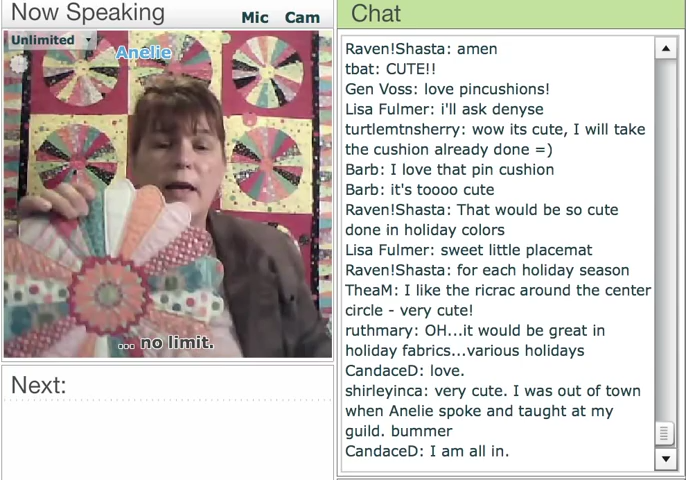 Now Speaking
Mic Cam
Unlimited
Anelie
... no limit.
Next:
Chat
Raven!Shasta: amen
tbat: CUTE!!
Gen Voss: love pincushions!
Lisa Fulmer: i'll ask denyse
turtlemtnsherry: wow its cute, I will take
the cushion already done =)
Barb: I love that pin cushion
Barb: it's toooo cute
Raven!Shasta: That would be so cute
done in holiday colors
Lisa Fulmer: sweet little placemat
Raven!Shasta: for each holiday season
TheaM: I like the ricrac around the center
circle - very cute!
ruthmary: OH...it would be great in
holiday fabrics...various holidays
CandaceD: love.
shirleyinca: very cute. I was out of town
when Anelie spoke and taught at my
guild. bummer
CandaceD: I am all in.